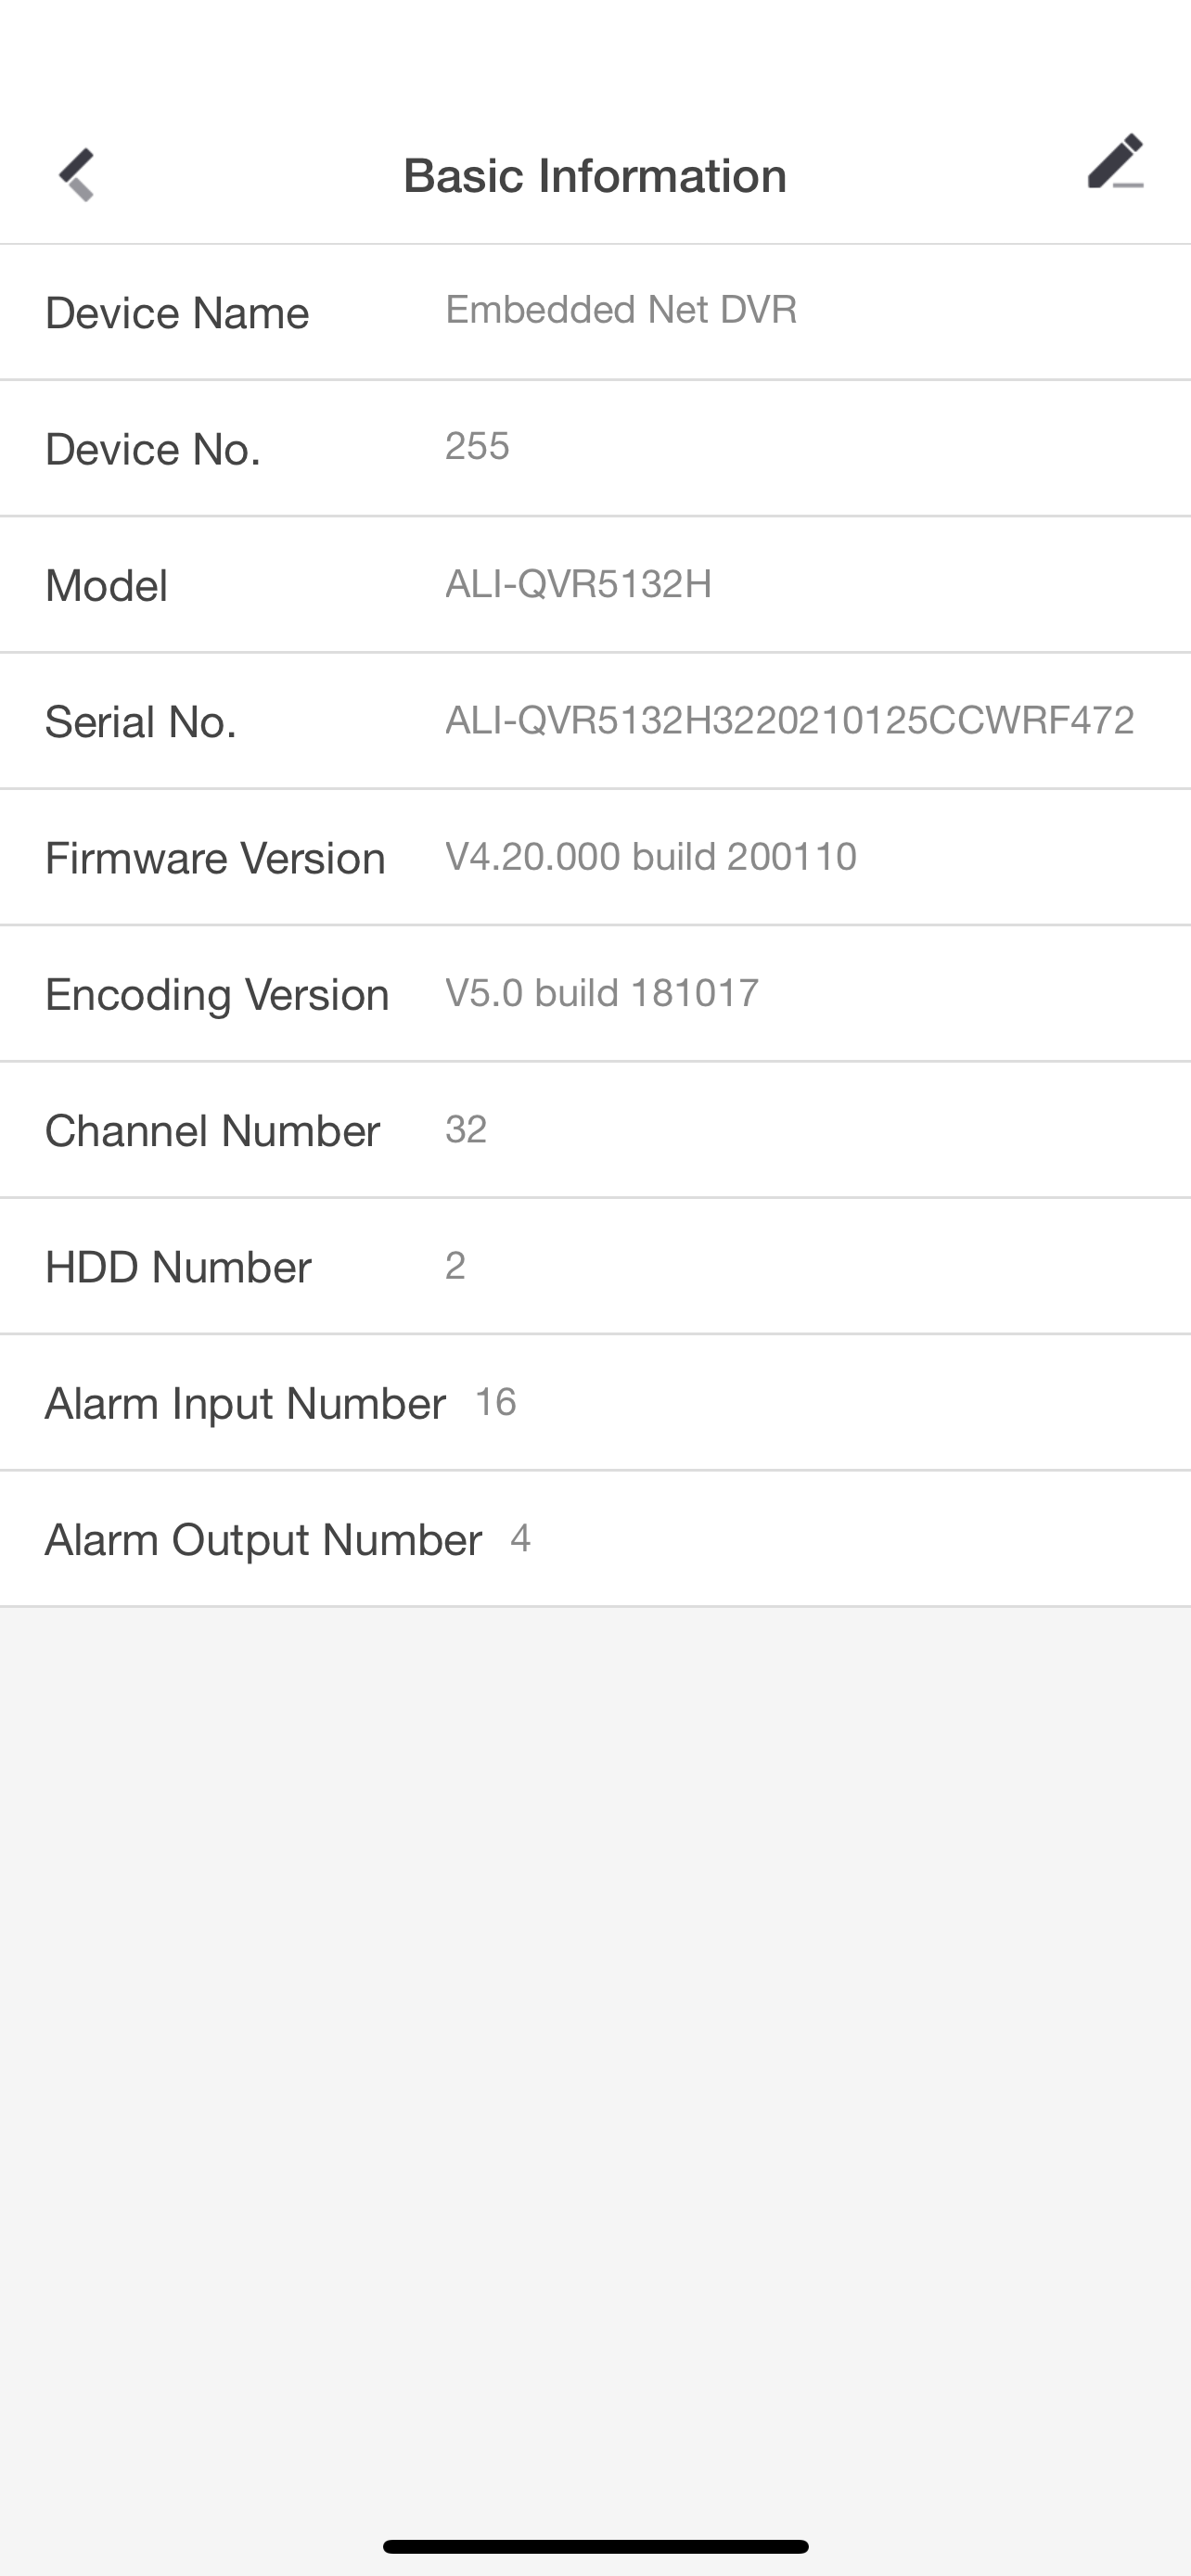 Basic Information
Device Name Embedded Net DVR
Device No. 255
Model ALI-QVR5132H
Serial No. ALI-QVR5132H3220210125CCWRF472
Firmware Version V4.20.000 build 200110
Encoding Version V5.0 build 181017
Channel Number 32
HDD Number 2
Alarm Input Number 16
Alarm Output Number 4